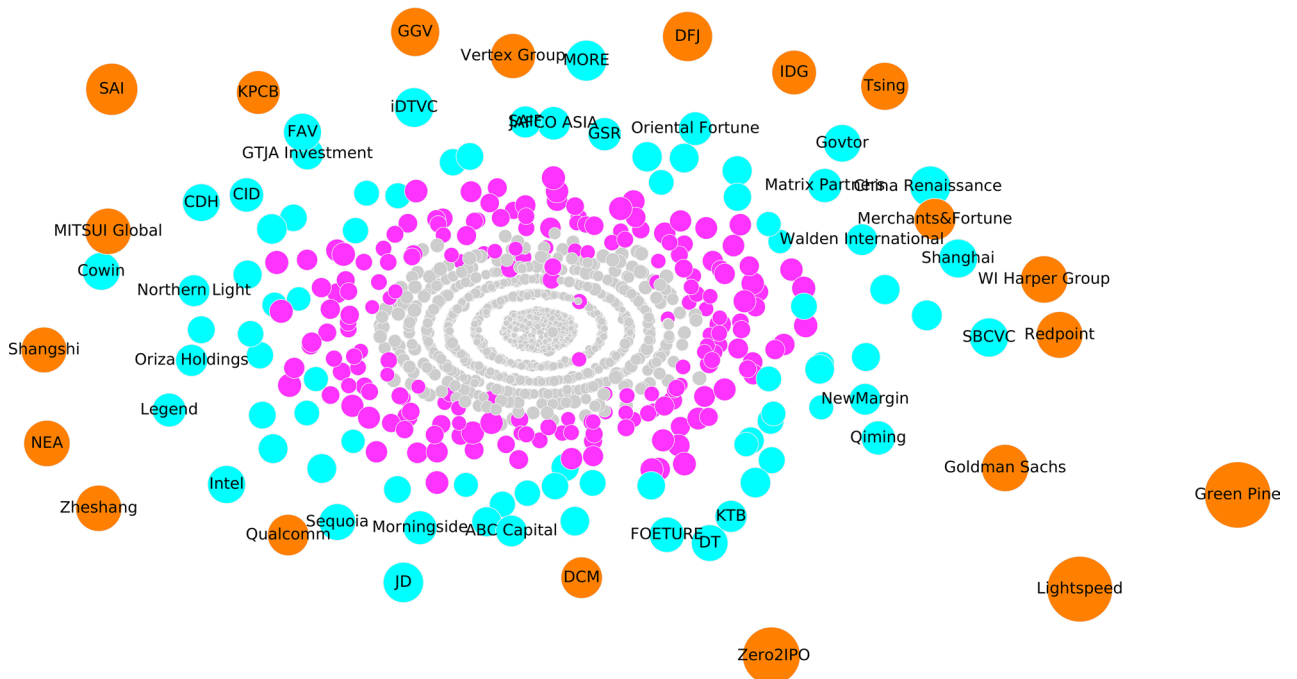 GGV
DFJ
Vertex Group
MORE
IDG
Tsing
SAI
KPCB
iDTVC
FAV
JAFCO ASIA
GSR
Oriental Fortune
Govtor
GTJA Investment
Matrix Partners
China Renaissance
CDH
CID
Merchants&Fortune
MITSUI Global
Walden International
Shanghai
Cowin
WI Harper Group
Northern Light
SBCVC
Redpoint
Shangshi
Oriza Holdings
NewMargin
Legend
Qiming
NEA
Goldman Sachs
Intel
Green Pine
Zheshang
KTB
Sequoia
Morningside
ABC Capital
Qualcomm
FOETURE
DT
DCM
JD
Lightspeed
Zero2IPO